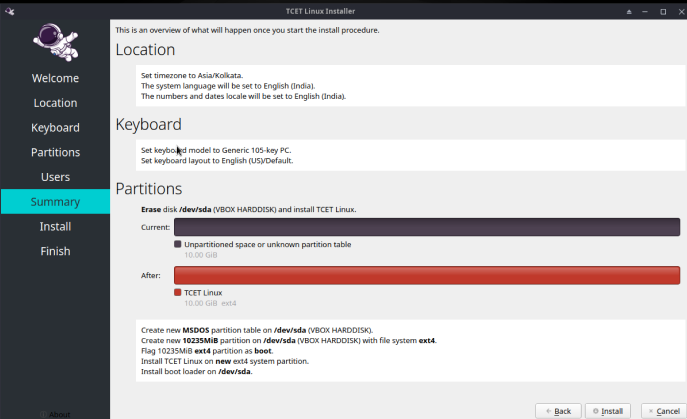 TCET Linux Installer
This is an overview of what will happen once you start the install procedure.
Welcome
Location
Keyboard
Partitions
Users
Summary
Install
Finish
About
Location
Set timezone to Asia/Kolkata.
The system language will be set to English (India).
The numbers and dates locale will be set to English (India).
Keyboard
Set keyboard model to Generic 105-key PC.
Set keyboard layout to English (US)/Default.
Partitions
Erase disk /dev/sda (VBOX HARDDISK) and install TCET Linux.
Current:
Unpartitioned space or unknown partition table
10.00 GiB
After:
TCET Linux
10.00 GiB ext4
Create new MSDOS partition table on /dev/sda (VBOX HARDDISK).
Create new 10235MiB partition on /dev/sda (VBOX HARDDISK) with file system ext4.
Flag 10235MiB ext4 partition as boot.
Install TCET Linux on new ext4 system partition.
Install boot loader on /dev/sda.
Back Install Cancel